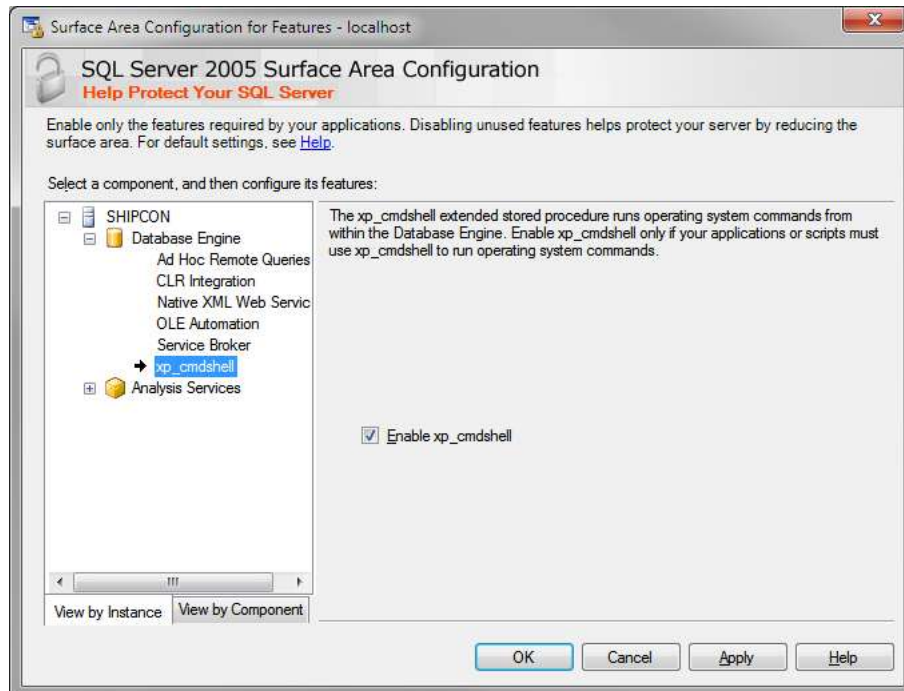 Surface Area Configuration for Features - localhost
SQL Server 2005 Surface Area Configuration
Help Protect Your SQL Server
Enable only the features required by your applications. Disabling unused features helps protect your server by reducing the
surface area. For default settings, see Help.
Select a component, and then configure its features:
SHIPCON
Database Engine
Ad Hoc Remote Queries
CLR Integration
Native XML Web Servic
OLE Automation
Service Broker
xp_cmdshell
Analysis Services
View by Instance
View by Component
The xp_cmdshell extended stored procedure runs operating system commands from
within the Database Engine. Enable xp_cmdshell only if your applications or scripts must
use xp_cmdshell to run operating system commands.
Enable xp_cmdshell
OK
Cancel
Apply
Help